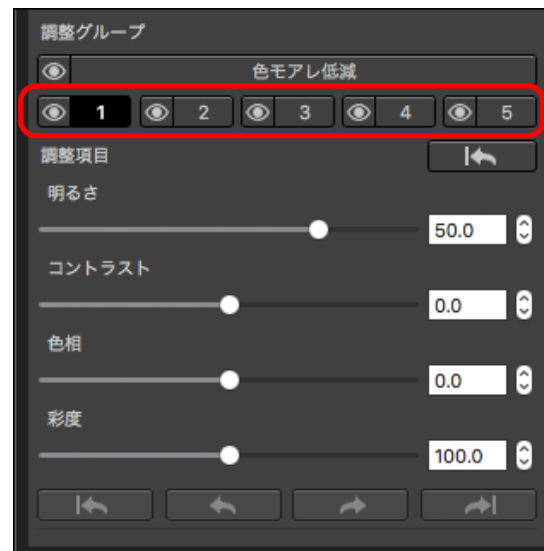 調整グループ
色モアレ低減
1 2 3 4 5
調整項目
明るさ
50.0
コントラスト
0.0
色相
0.0
彩度
100.0